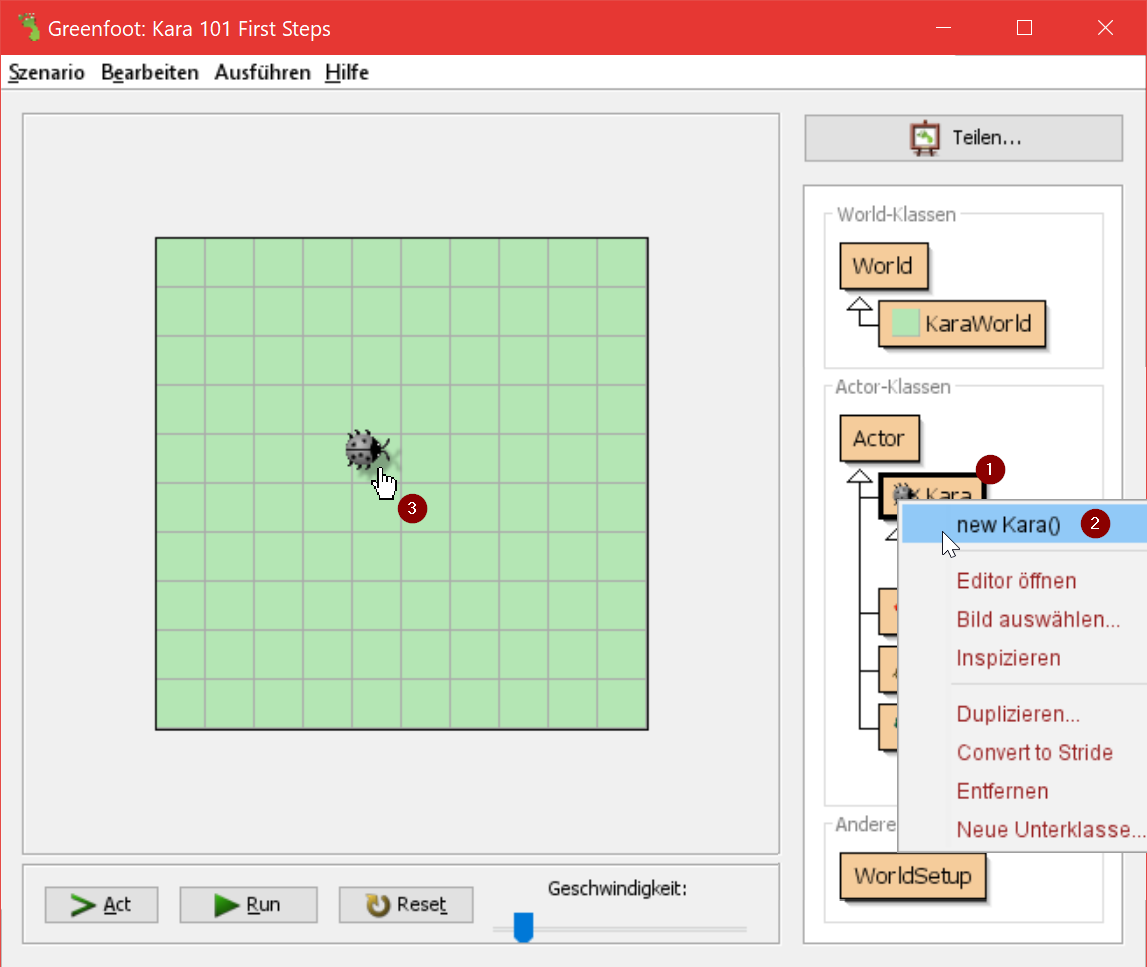 Greenfoot: Kara 101 First Steps
Szenario Bearbeiten Ausführen Hilfe
Teilen...
World-Klassen
World
KaraWorld
Actor-Klassen
Actor
Kara
1
new Kara()
2
3
Editor öffnen
Bild auswählen...
Inspizieren
Duplizieren...
Convert to Stride
Entfernen
Neue Unterklasse...
Andere
WorldSetup
Act
Run
Reset
Geschwindigkeit: